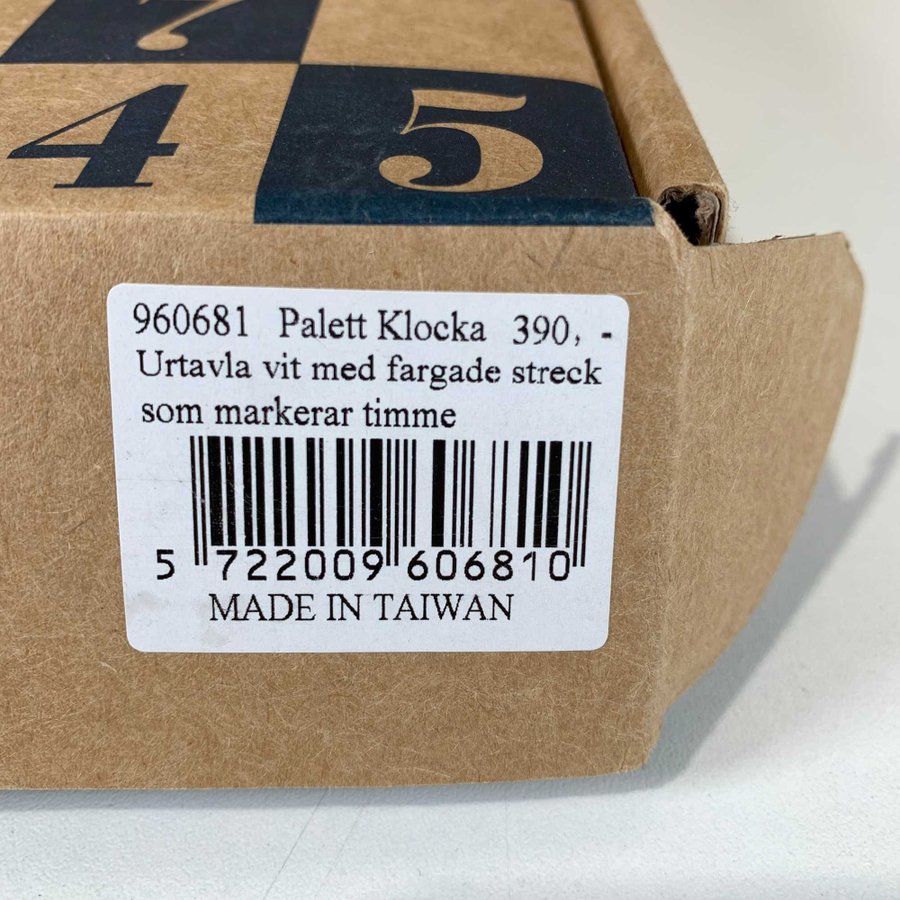 7
4 5
960681 Palett Klocka 390, -
Urtavla vit med fargade streck
som markerar timme
5 722009 606810
MADE IN TAIWAN